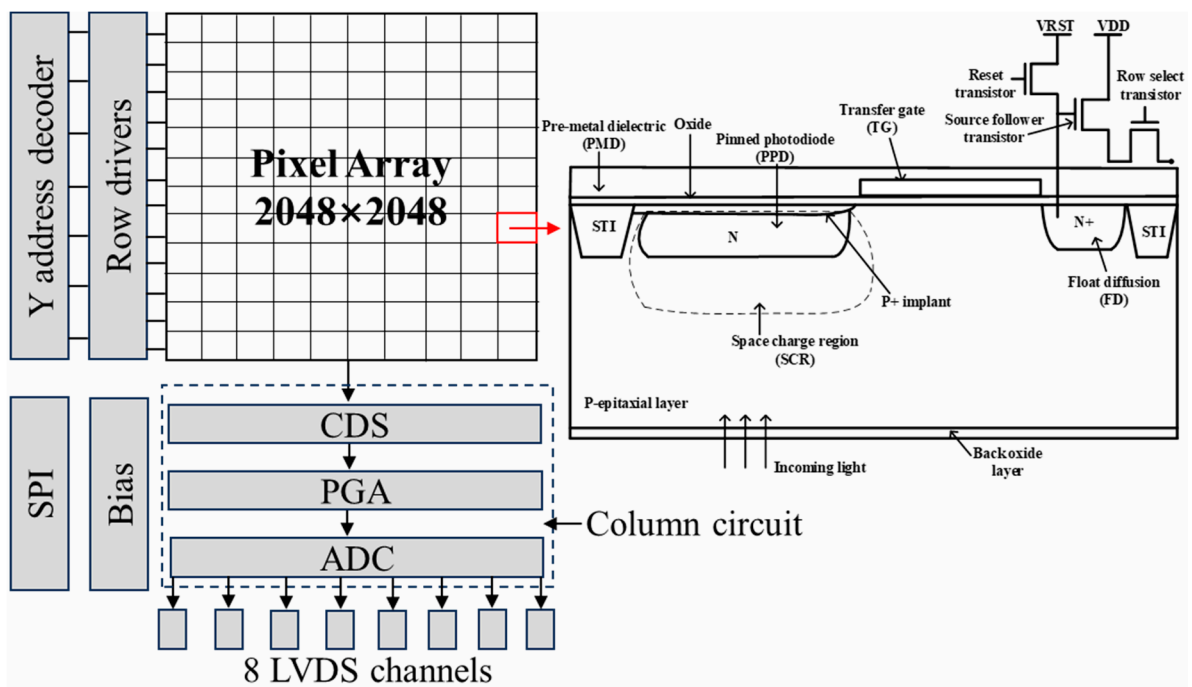 Y address decoder
Row drivers
Pixel Array
2048×2048
SPI
Bias
CDS
PGA
ADC
Column circuit
8 LVDS channels
VRST
VDD
Reset
transistor
Row select
transistor
Source follower
transistor
Transfer gate
(TG)
Pre-metal dielectric
(PMD)
Oxide
Pinned photodiode
(PPD)
STI
N
N+
STI
P+ implant
Float diffusion
(FD)
Space charge region
(SCR)
P-epitaxial layer
Incoming light
Back oxide
layer